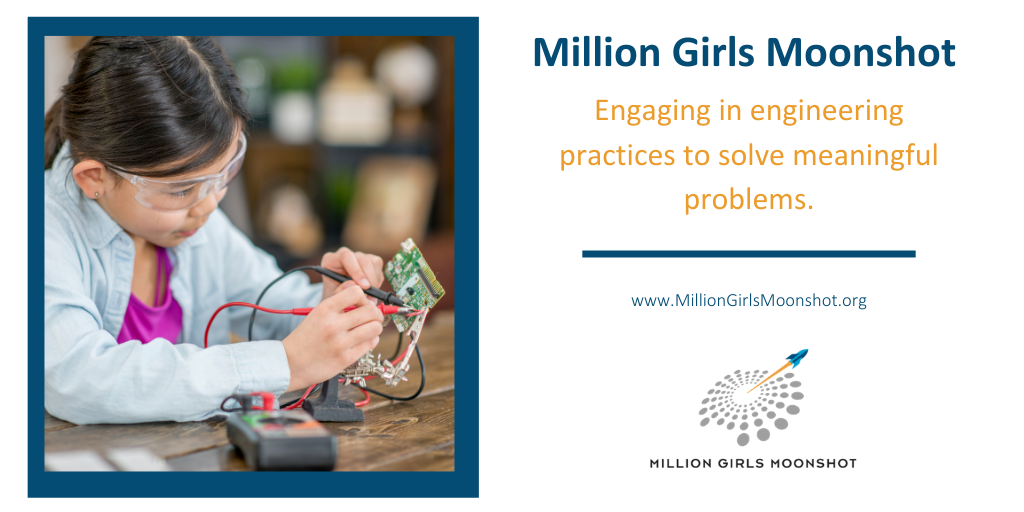 Million Girls Moonshot
Engaging in engineering
practices to solve meaningful
problems.
www.MillionGirlsMoonshot.org
MILLION GIRLS MOONSHOT